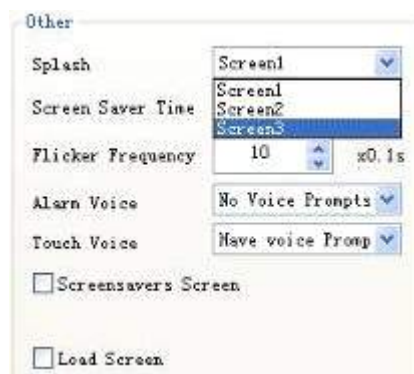 Other
Splash Screen1
Screen1
Screen Saver Time Screen2
Screen3
Flicker Frequency 10 x0.1s
Alarm Voice No Voice Prompts
Touch Voice Have voice Promp
Screensavers Screen
Load Screen